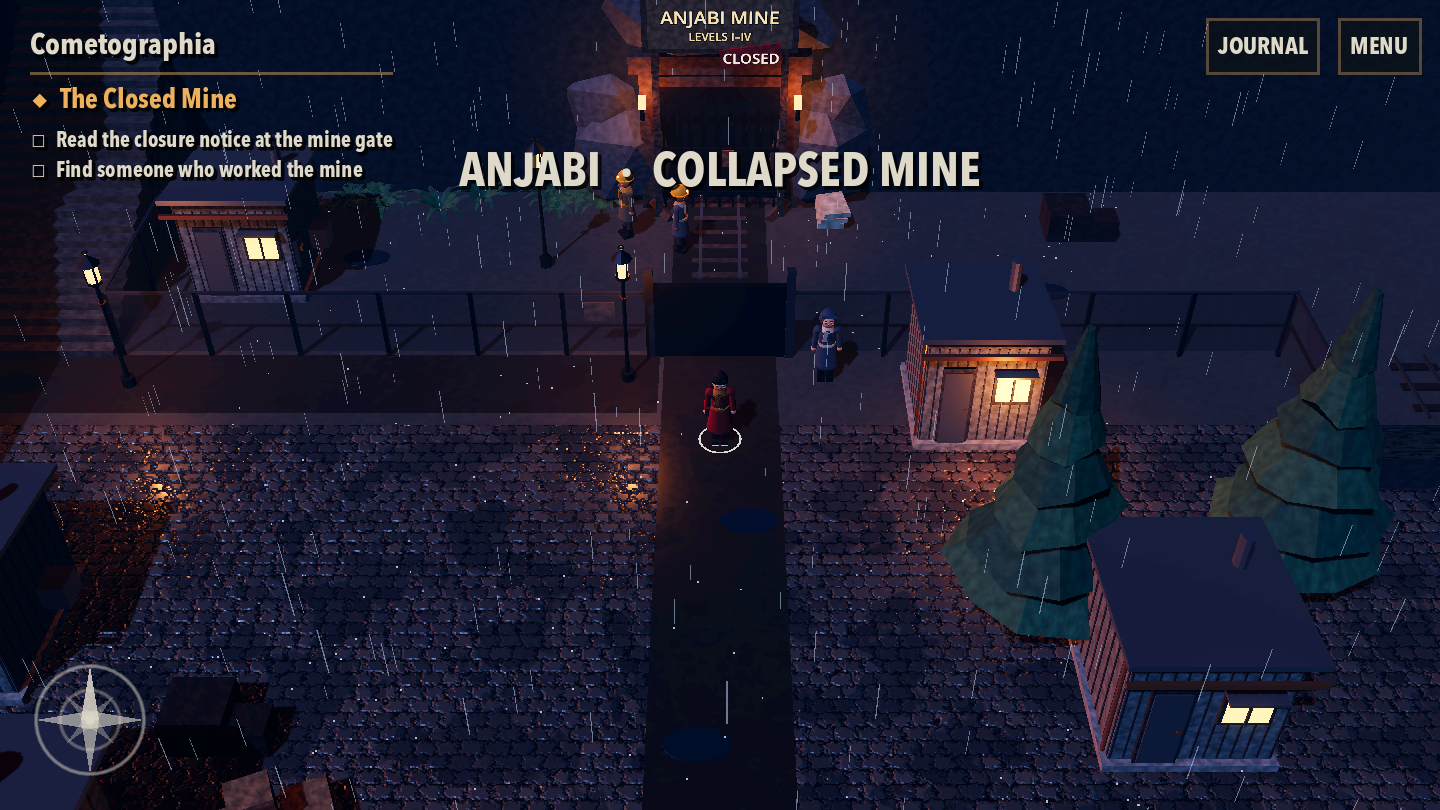 ANJABI MINE
LEVELS I–IV
CLOSED
Cometographia
The Closed Mine
Read the closure notice at the mine gate
Find someone who worked the mine
JOURNAL
MENU
ANJABI COLLAPSED MINE